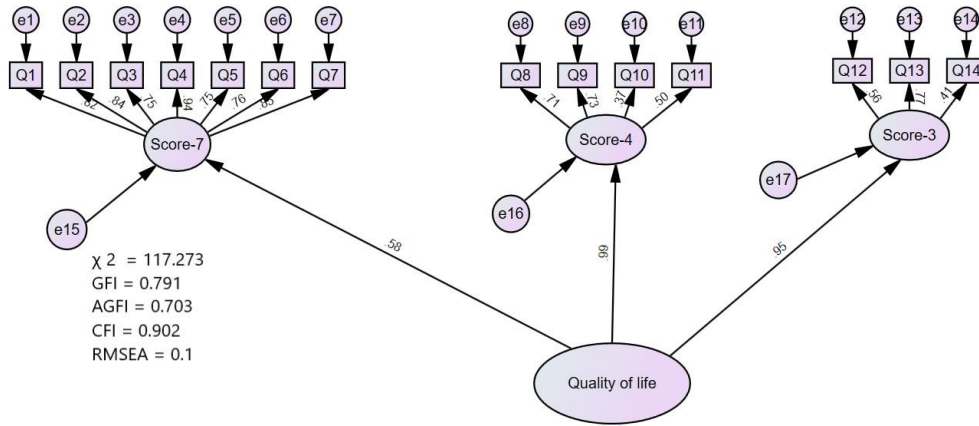 e1 e2 e3 e4 e5 e6 e7
e8 e9 e10 e11
e12 e13 e14
Q1 Q2 Q3 Q4 Q5 Q6 Q7
Q8 Q9 Q10 Q11
Q12 Q13 Q14
.84 .75 .94 .75 .76
.71 .73 .37 .50
.56 .77 .41
Score-7
Score-4
Score-3
e15
e16
e17
.58
.95
χ 2 = 117.273
GFI = 0.791
AGFI = 0.703
CFI = 0.902
RMSEA = 0.1
Quality of life